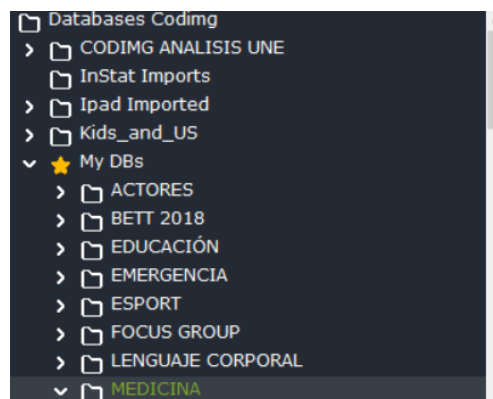 Databases Codimg
CODIMG ANALISIS UNE
InStat Imports
Ipad Imported
Kids_and_US
My DBs
ACTORES
BETT 2018
EDUCACIÓN
EMERGENCIA
ESPORT
FOCUS GROUP
LENGUAJE CORPORAL
MEDICINA